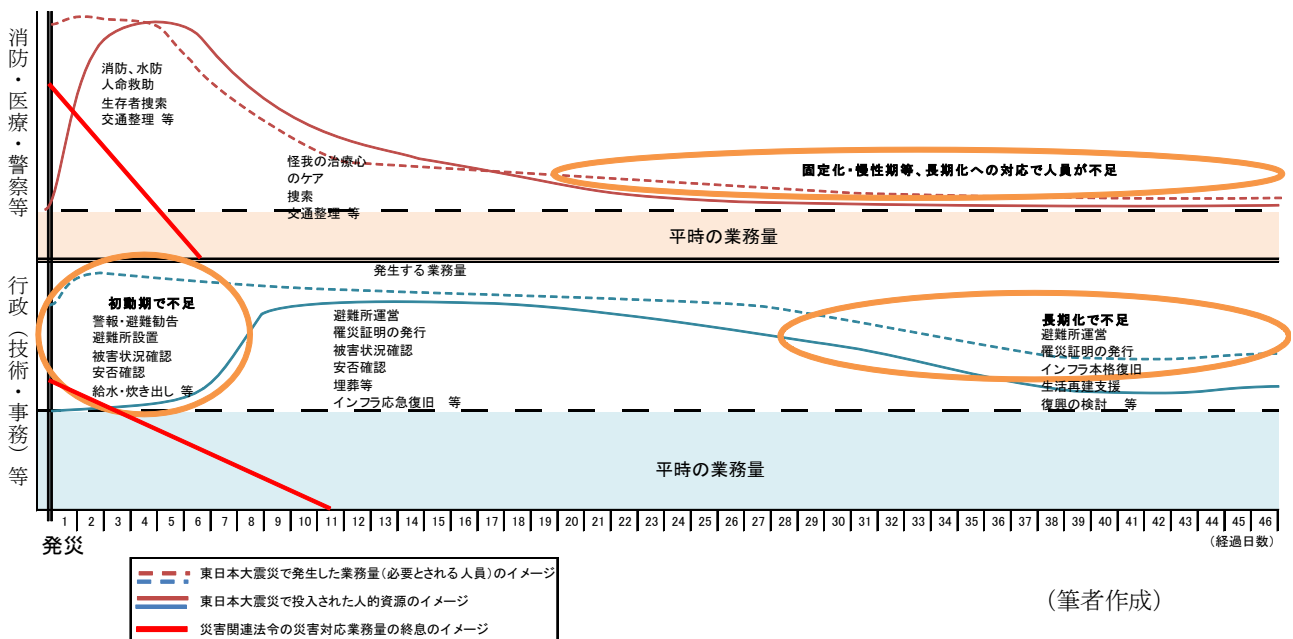 消防・医療・警察等
消防、水防
人命救助
生存者捜索
交通整理 等
怪我の治療心
のケア
捜索
交通整理 等
固定化・慢性期等、長期化への対応で人員が不足
平時の業務量
行政（技術・事務）等
発生する業務量
初動期で不足
警報・避難勧告
避難所設置
被害状況確認
安否確認
給水・炊き出し 等
避難所運営
罹災証明の発行
被害状況確認
安否確認
埋葬等
インフラ応急復旧 等
長期化で不足
避難所運営
罹災証明の発行
インフラ本格復旧
生活再建支援
復興の検討 等
平時の業務量
1 2 3 4 5 6 7 8 9 10 11 12 13 14 15 16 17 18 19 20 21 22 23 24 25 26 27 28 29 30 31 32 33 34 35 36 37 38 39 40 41 42 43 44 45 46
発災
（経過日数）
東日本大震災で発生した業務量(必要とされる人員)のイメージ
東日本大震災で投入された人的資源のイメージ
災害関連法令の災害対応業務量の終息のイメージ
（筆者作成）